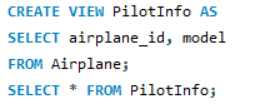 CREATE VIEW PilotInfo AS
SELECT airplane_id, model
FROM Airplane;
SELECT * FROM PilotInfo;